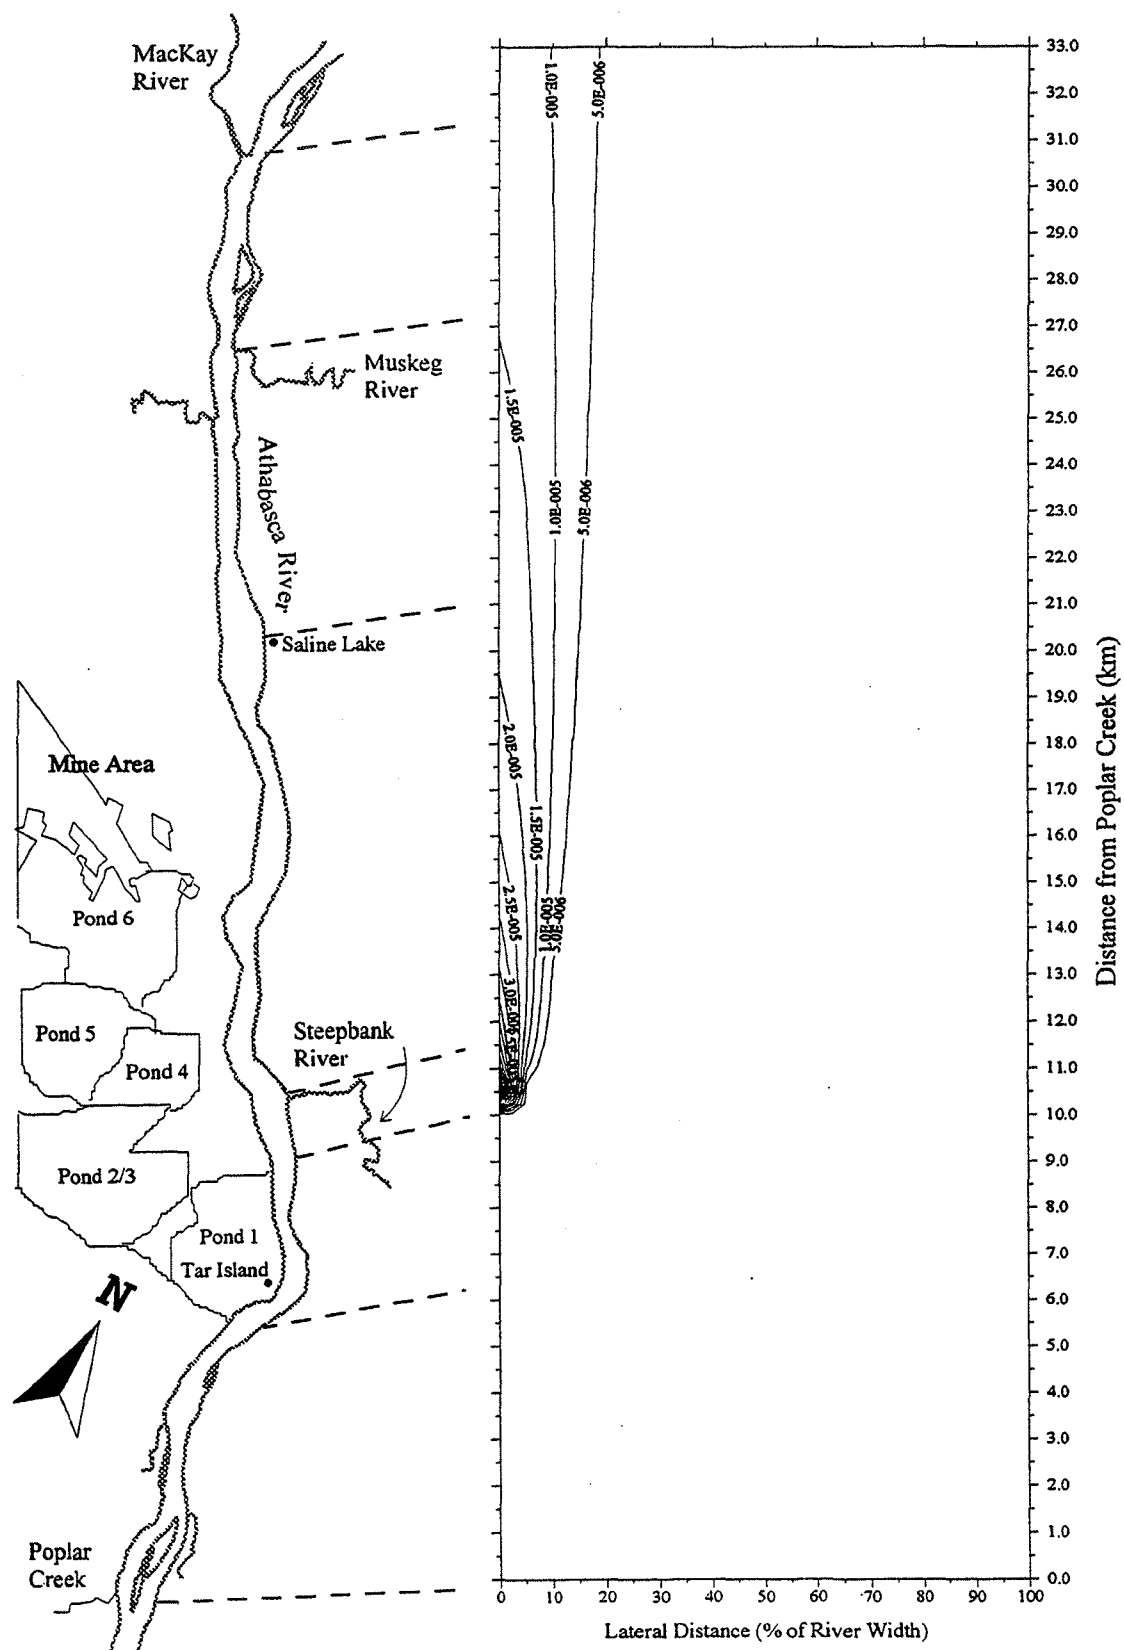 MacKay
River
Muskeg
River
Athabasca River
Saline Lake
Mine Area
Pond 6
Pond 5
Pond 4
Steepbank
River
Pond 2/3
Pond 1
Tar Island
N
Poplar
Creek
1.0E-005
5.0E-006
1.5E-005
1.0E-005
5.0E-006
2.0E-005
1.5E-005
2.5E-005
1.0E-005
5.0E-006
33.0
32.0
31.0
30.0
29.0
28.0
27.0
26.0
25.0
24.0
23.0
22.0
21.0
20.0
19.0
18.0
17.0
16.0
15.0
14.0
13.0
12.0
11.0
10.0
9.0
8.0
7.0
6.0
5.0
4.0
3.0
2.0
1.0
0.0
Distance from Poplar Creek (km)
0 10 20 30 40 50 60 70 80 90 100
Lateral Distance (% of River Width)